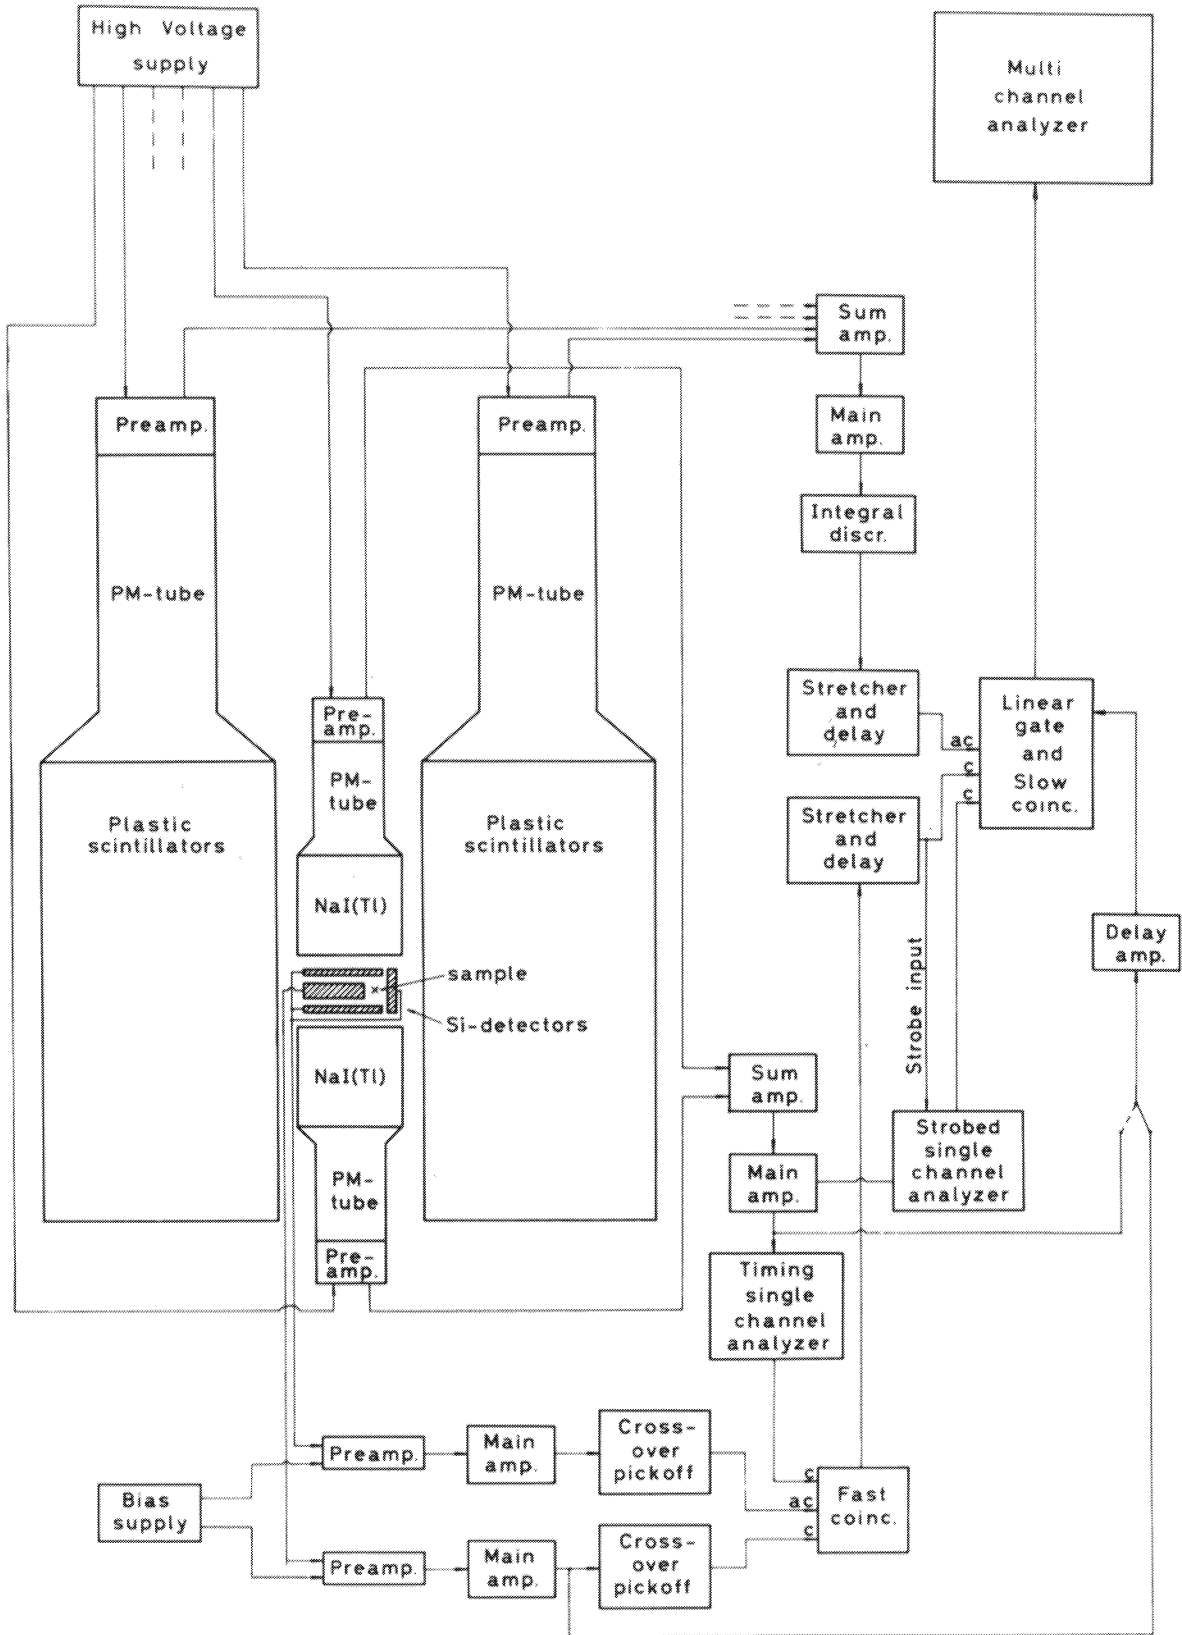 High Voltage
supply
Multi
channel
analyzer
Sum
amp.
Main
amp.
Integral
discr.
Preamp.
Preamp.
PM-tube
PM-tube
Stretcher
and
delay
Linear
gate
and
Slow
coinc.
ac
c
c
Pre-
amp.
PM-
tube
Stretcher
and
delay
Plastic
scintillators
Plastic
scintillators
NaI(Tl)
sample
Si-detectors
NaI(Tl)
Strobe input
Delay
amp.
Sum
amp.
Strobed
single
channel
analyzer
Main
amp.
PM-
tube
Pre-
amp.
Timing
single
channel
analyzer
Preamp.
Main
amp.
Cross-
over
pickoff
c
ac
c
Fast
coinc.
Bias
supply
Preamp.
Main
amp.
Cross-
over
pickoff